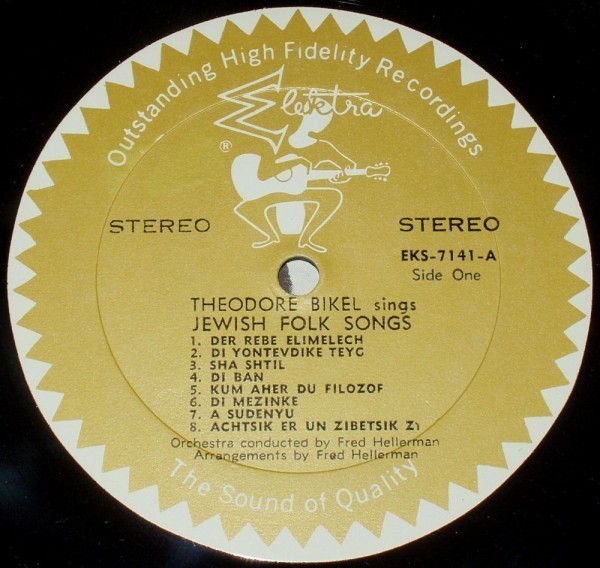 Outstanding High Fidelity Recordings
Elektra
®
STEREO STEREO
EKS-7141-A
Side One
THEODORE BIKEL sings
JEWISH FOLK SONGS
1. DER REBE ELIMELECH
2. DI YONTEVDIKE TEYG
3. SHA SHTIL
4. DI BAN
5. KUM AHER DU FILOZOF
6. DI MEZINKE
7. A SUDENYU
8. ACHTSIK ER UN ZIBETSIK
Orchestra conducted by Fred Hellerman
Arrangements by Fred Hellerman
The Sound of Quality